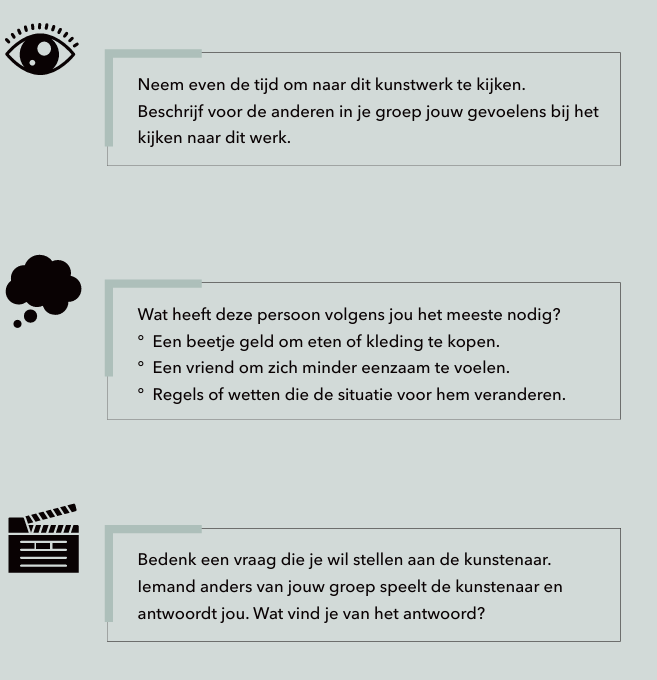 Neem even de tijd om naar dit kunstwerk te kijken.
Beschrijf voor de anderen in je groep jouw gevoelens bij het
kijken naar dit werk.
Wat heeft deze persoon volgens jou het meeste nodig?
° Een beetje geld om eten of kleding te kopen.
° Een vriend om zich minder eenzaam te voelen.
° Regels of wetten die de situatie voor hem veranderen.
Bedenk een vraag die je wil stellen aan de kunstenaar.
Iemand anders van jouw groep speelt de kunstenaar en
antwoordt jou. Wat vind je van het antwoord?